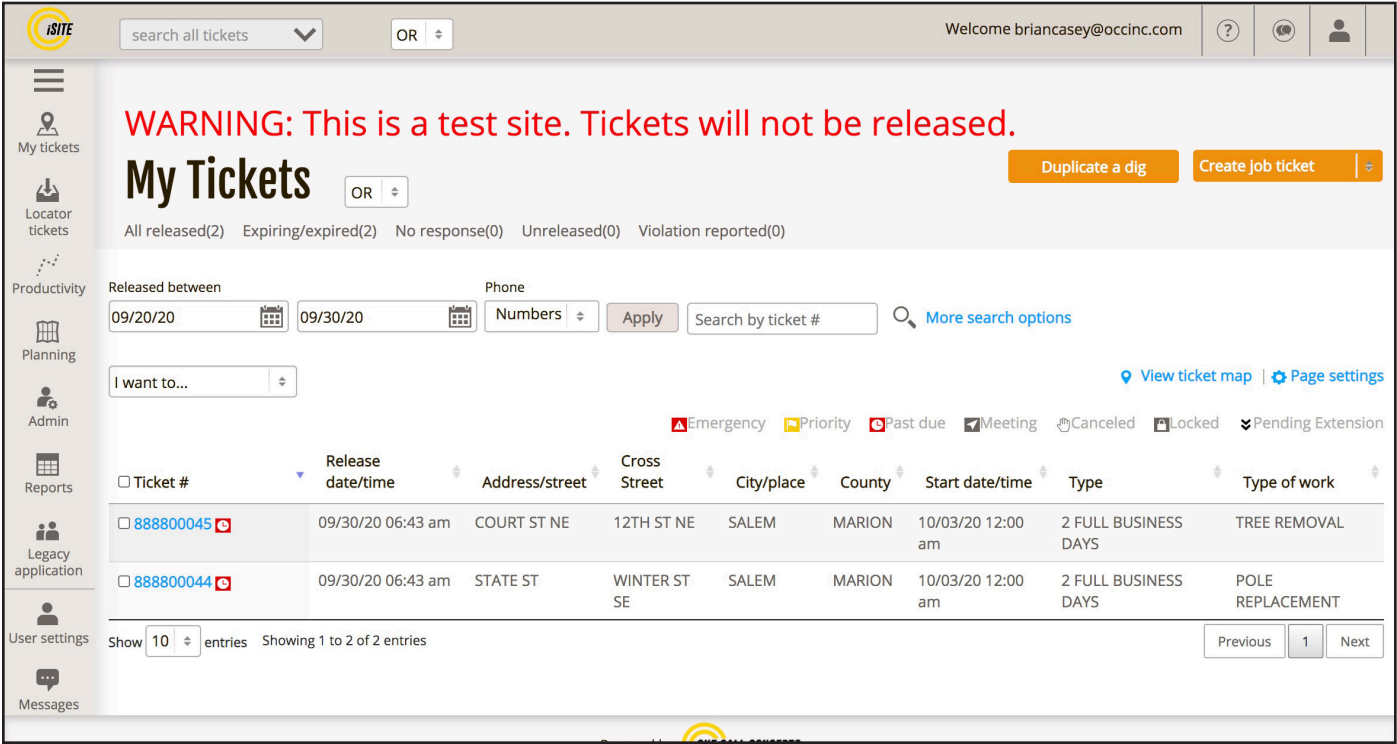 iSITE
search all tickets
OR
Welcome briancasey@occinc.com
?
My tickets
Locator
tickets
Productivity
Planning
Admin
Reports
Legacy
application
User settings
Messages
WARNING: This is a test site. Tickets will not be released.
My Tickets OR
Duplicate a dig
Create job ticket
All released(2) Expiring/expired(2) No response(0) Unreleased(0) Violation reported(0)
Released between
Phone
09/20/20 09/30/20 Numbers Apply Search by ticket # More search options
I want to...
View ticket map | Page settings
Emergency Priority Past due Meeting Canceled Locked Pending Extension
Ticket # Release date/time Address/street Cross Street City/place County Start date/time Type Type of work
888800045 09/30/20 06:43 am COURT ST NE 12TH ST NE SALEM MARION 10/03/20 12:00 am 2 FULL BUSINESS DAYS TREE REMOVAL
888800044 09/30/20 06:43 am STATE ST WINTER ST SE SALEM MARION 10/03/20 12:00 am 2 FULL BUSINESS DAYS POLE REPLACEMENT
Show 10 entries Showing 1 to 2 of 2 entries
Previous 1 Next